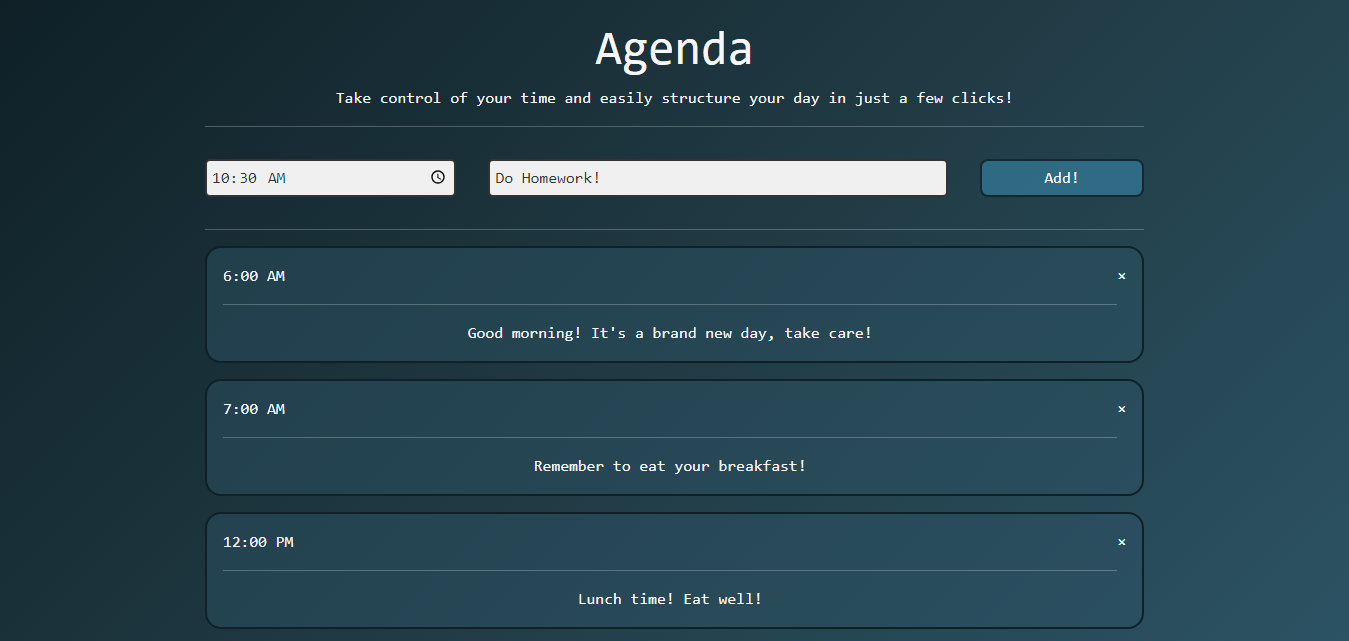 Agenda
Take control of your time and easily structure your day in just a few clicks!
10:30 AM
Do Homework!
Add!
6:00 AM
×
Good morning! It's a brand new day, take care!
7:00 AM
×
Remember to eat your breakfast!
12:00 PM
×
Lunch time! Eat well!